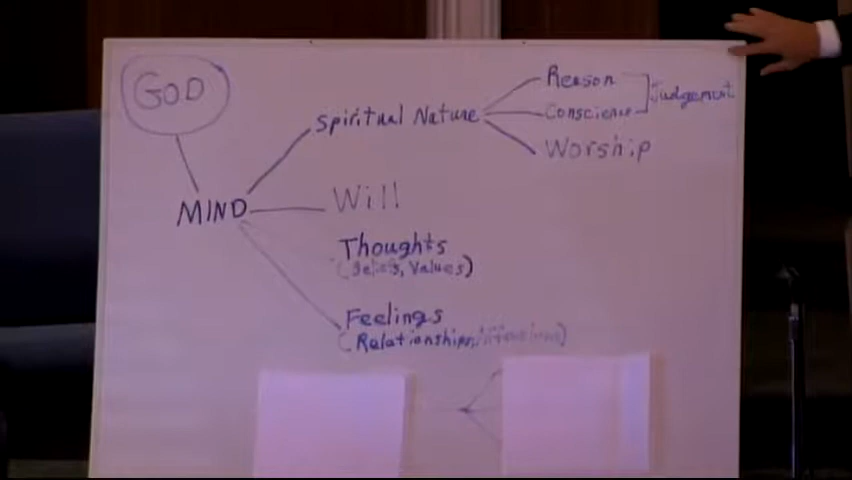 GOD
Reason
Conscience
Judgement
Spiritual Nature
Worship
MIND
Will
Thoughts
(Beliefs, Values)
Feelings
(Relationships,